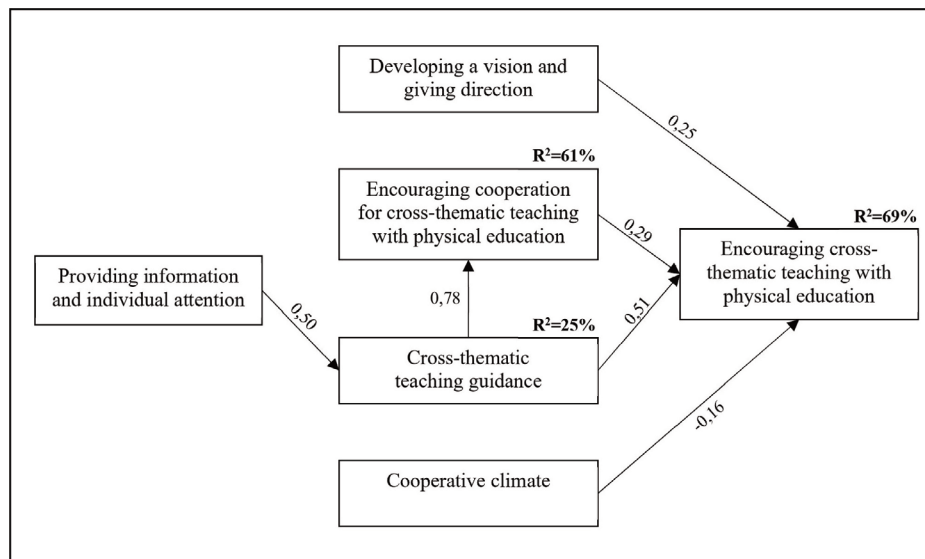 Developing a vision and
giving direction
0,25
R²=61%
Encouraging cooperation
for cross-thematic teaching
with physical education
R²=69%
Encouraging cross-
thematic teaching with
physical education
0,29
Providing information
and individual attention
0,50
0,78
R²=25%
0,51
Cross-thematic
teaching guidance
-0,16
Cooperative climate